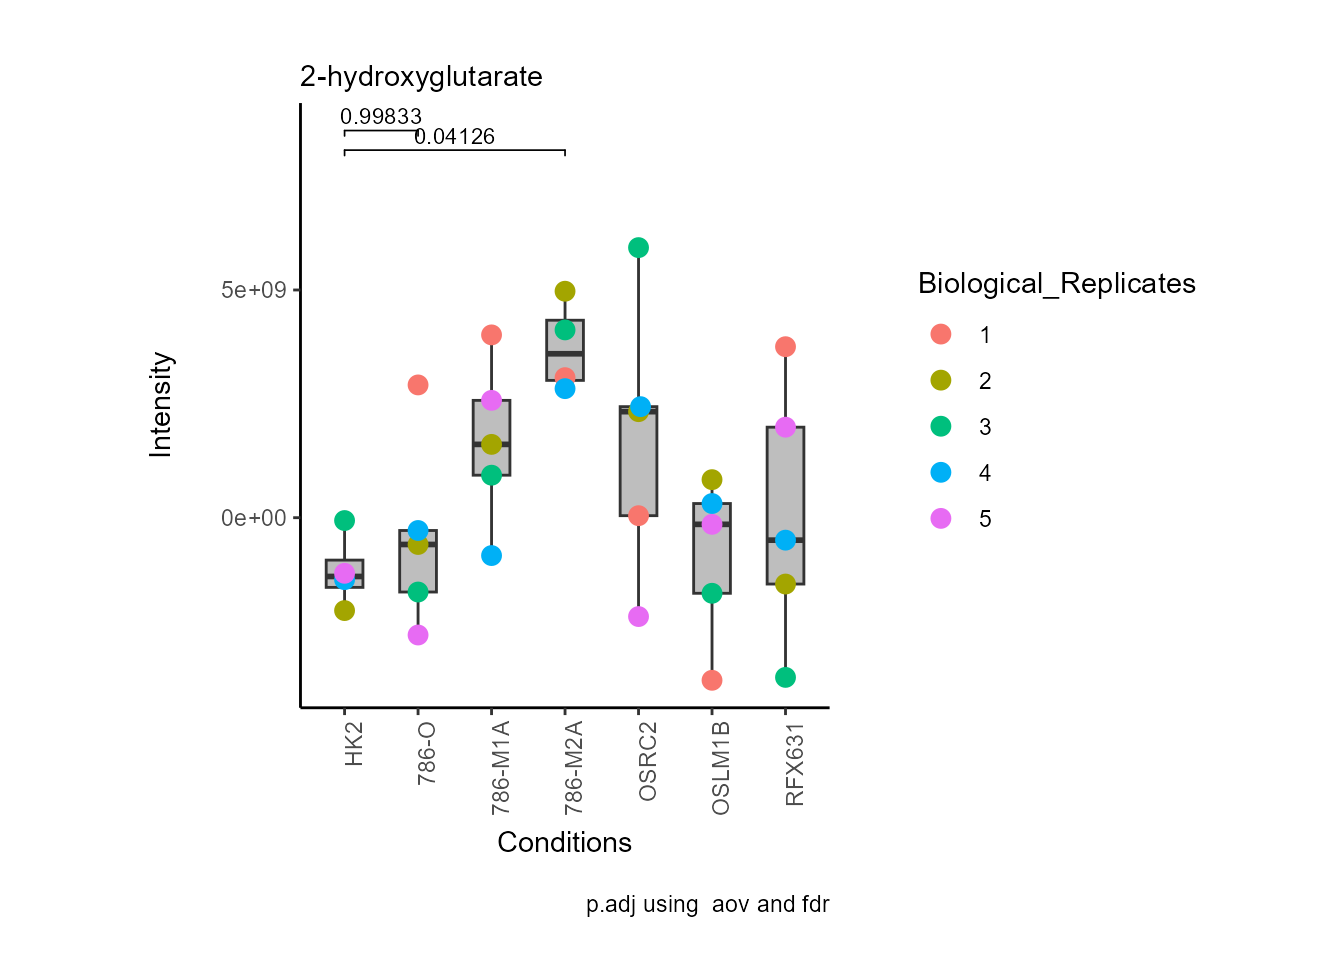 2-hydroxyglutarate
0.99833
0.04126
5e+09
0e+00
Intensity
HK2
786-O
786-M1A
786-M2A
OSRC2
OSLM1B
RFX631
Conditions
p.adj using  aov and fdr
Biological_Replicates
1
2
3
4
5